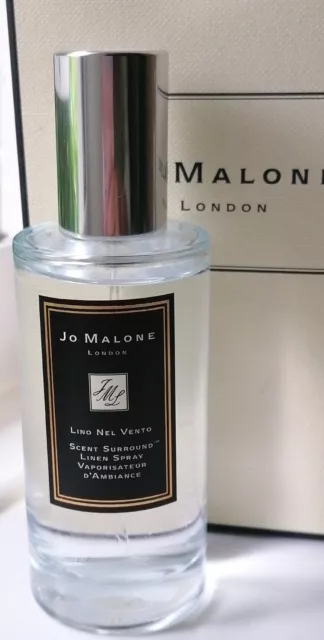 MALONE
LONDON
JO MALONE
LONDON
JML
LINO NEL VENTO
SCENT SURROUND™
LINEN SPRAY
VAPORISATEUR
D'AMBIANCE